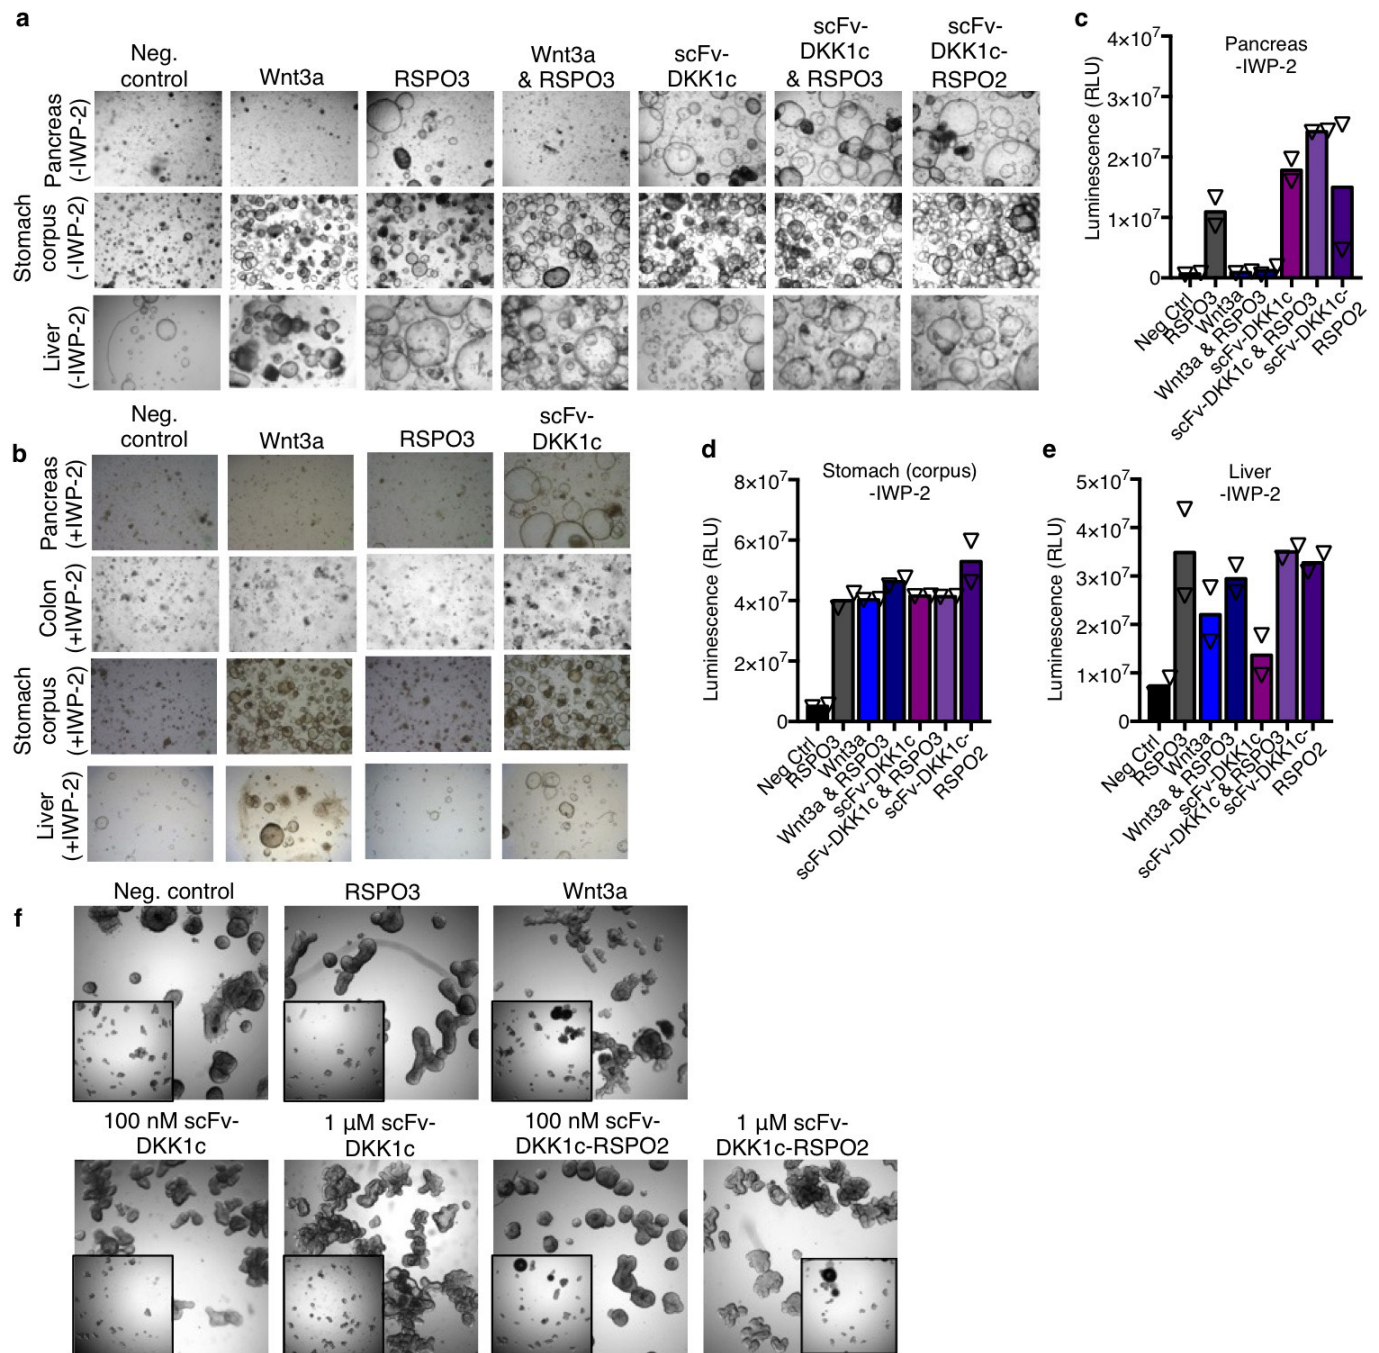 a
Neg.
control
Wnt3a
RSPO3
Wnt3a
& RSPO3
scFv-
DKK1c
scFv-
DKK1c
& RSPO3
scFv-
DKK1c-
RSPO2
Pancreas
(-IWP-2)
Stomach
corpus
(-IWP-2)
Liver
(-IWP-2)
b
Neg.
control
Wnt3a
RSPO3
scFv-
DKK1c
Pancreas
(+IWP-2)
Colon
(+IWP-2)
Stomach
corpus
(+IWP-2)
Liver
(+IWP-2)
c
Pancreas
-IWP-2
Luminescence (RLU)
4×10⁷
3×10⁷
2×10⁷
1×10⁷
0
Neg Ctrl
RSPO3
Wnt3a
Wnt3a & RSPO3
scFv-DKK1c
scFv-DKK1c & RSPO3
scFv-DKK1c-
RSPO2
d
Stomach (corpus)
-IWP-2
Luminescence (RLU)
8×10⁷
6×10⁷
4×10⁷
2×10⁷
0
Neg Ctrl
RSPO3
Wnt3a
Wnt3a & RSPO3
scFv-DKK1c
scFv-DKK1c & RSPO3
scFv-DKK1c-
RSPO2
e
Liver
-IWP-2
Luminescence (RLU)
5×10⁷
4×10⁷
3×10⁷
2×10⁷
1×10⁷
0
Neg Ctrl
RSPO3
Wnt3a
Wnt3a & RSPO3
scFv-DKK1c
scFv-DKK1c & RSPO3
scFv-DKK1c-
RSPO2
f
Neg. control
RSPO3
Wnt3a
100 nM scFv-
DKK1c
1 µM scFv-
DKK1c
100 nM scFv-
DKK1c-RSPO2
1 µM scFv-
DKK1c-RSPO2